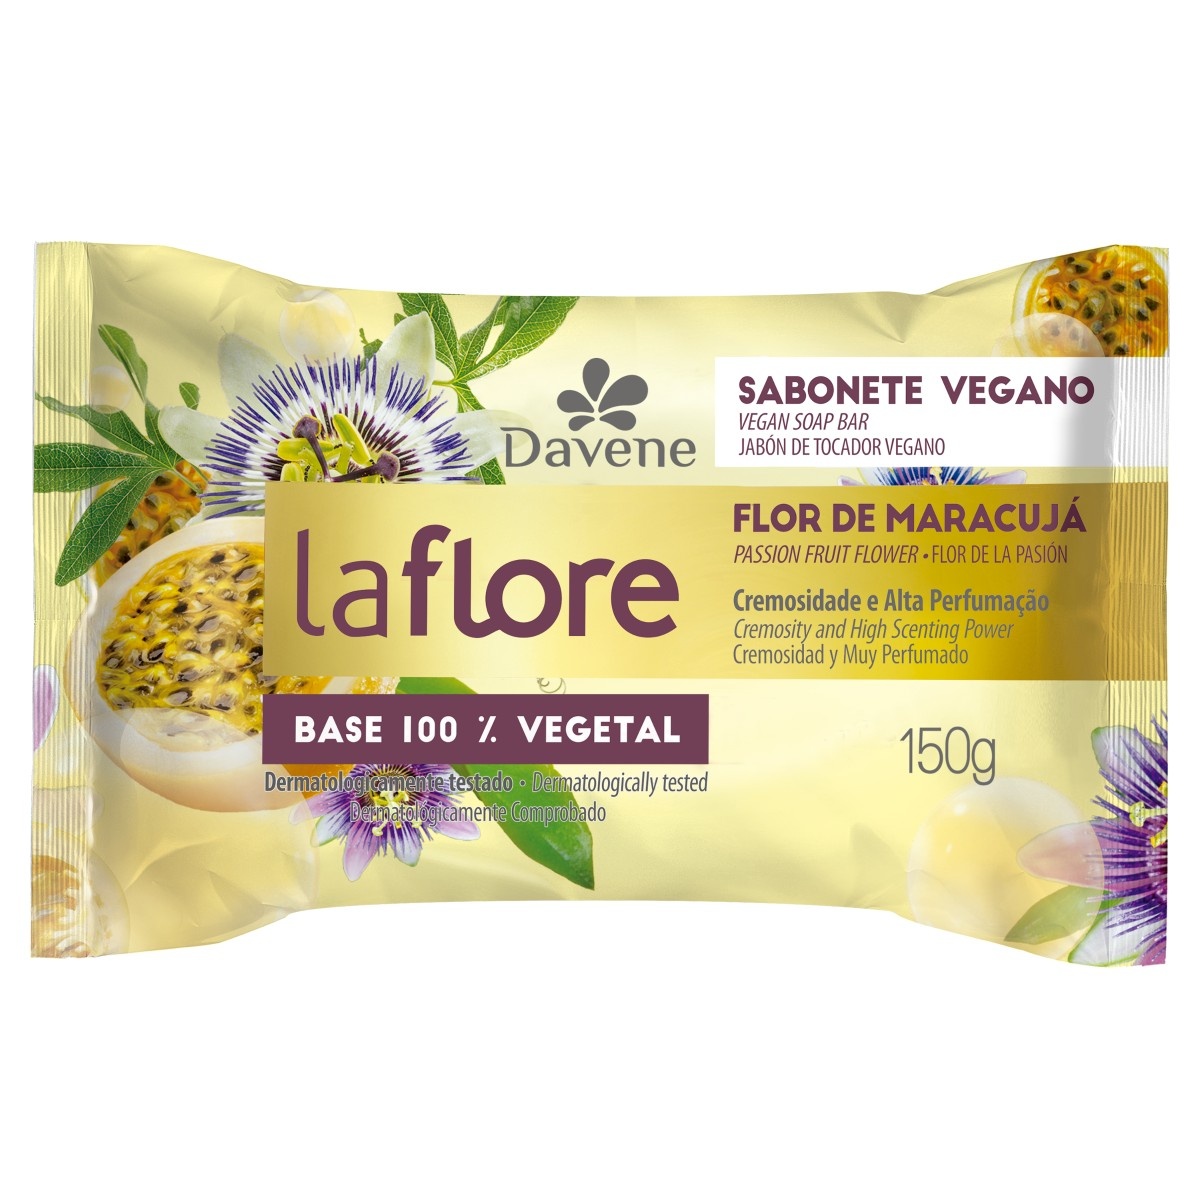 Davene
SABONETE VEGANO
VEGAN SOAP BAR
JABÓN DE TOCADOR VEGANO
laflore
FLOR DE MARACUJÁ
PASSION FRUIT FLOWER • FLOR DE LA PASIÓN
Cremosidade e Alta Perfumação
Cremosity and High Scenting Power
Cremosidad y Muy Perfumado
BASE 100 % VEGETAL
Dermatologicamente testado • Dermatologically tested
Dermatológicamente Comprobado
150g